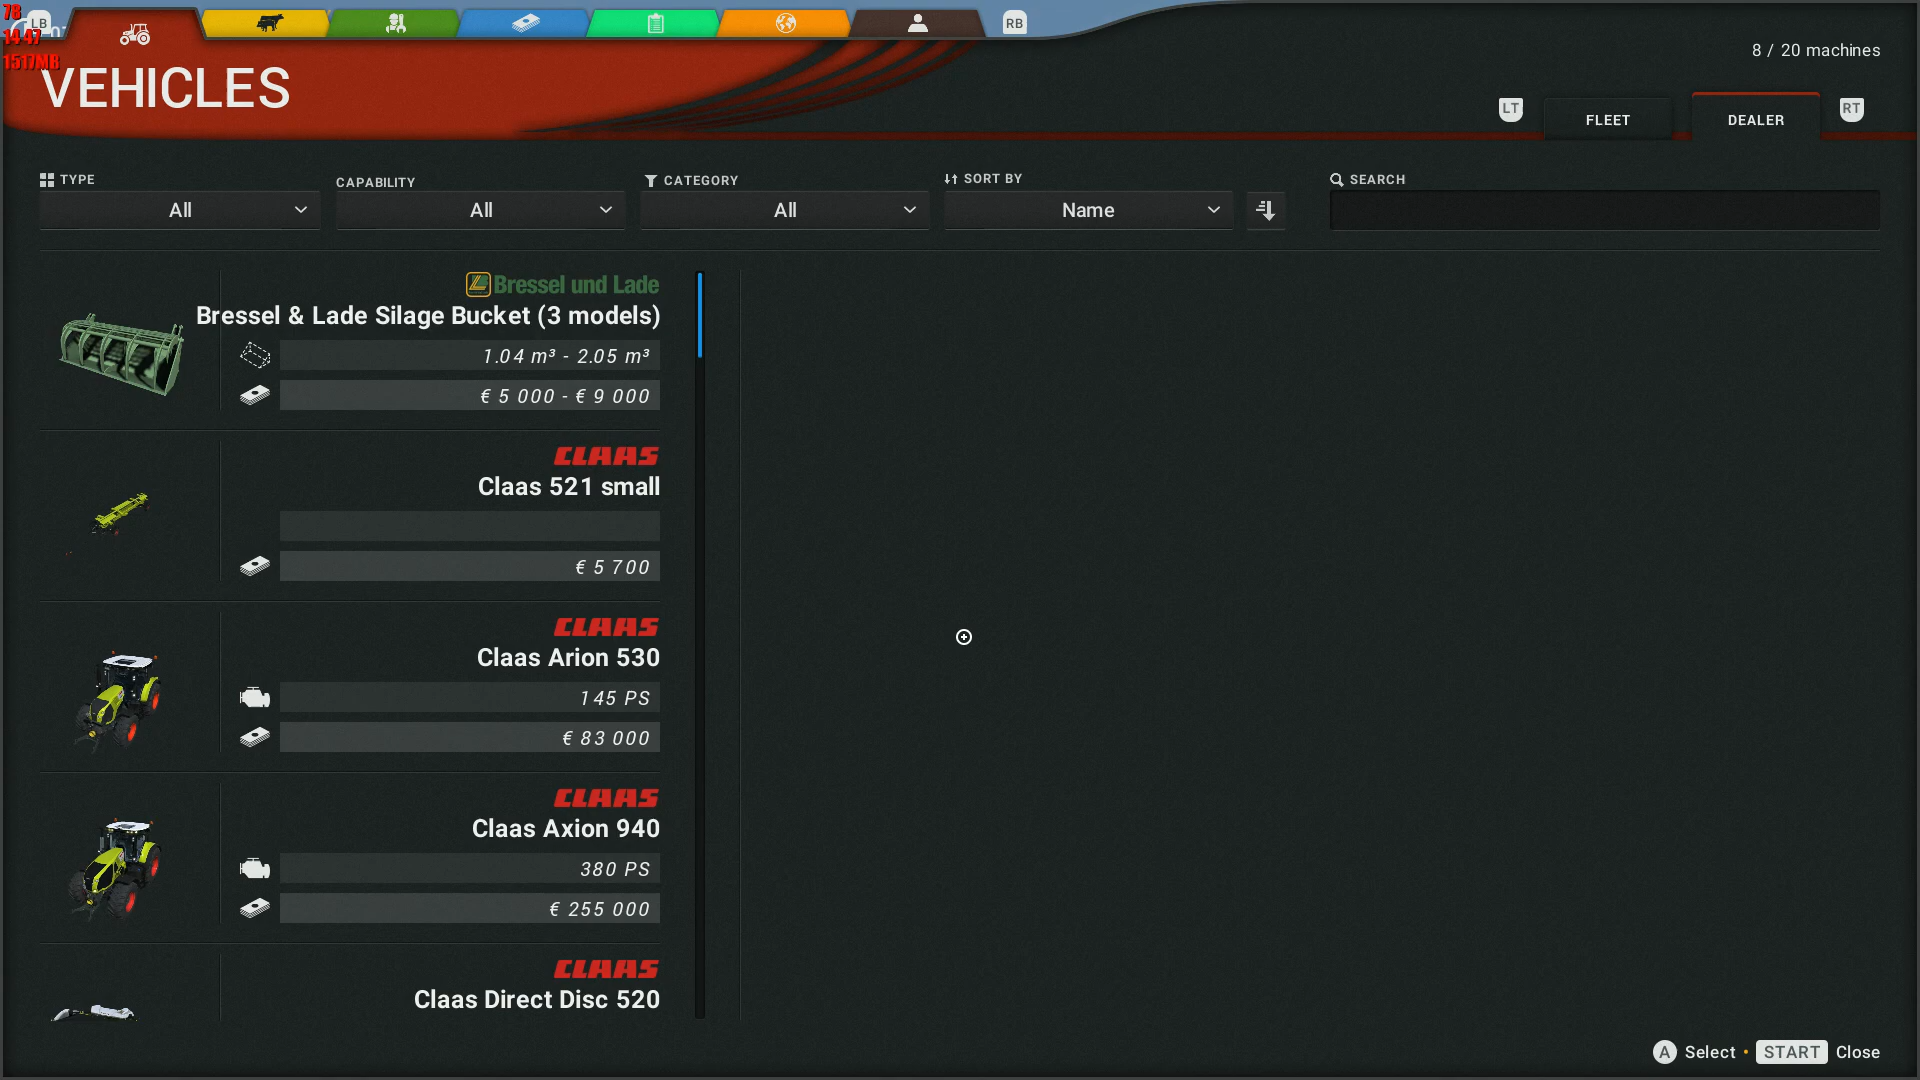 78
LB
RB
14 47
1517MB
VEHICLES
8 / 20 machines
LT
FLEET
DEALER
RT
TYPE
CAPABILITY
CATEGORY
SORT BY
SEARCH
All
All
All
Name
Bressel und Lade
Bressel & Lade Silage Bucket (3 models)
1.04 m³ - 2.05 m³
€ 5 000 - € 9 000
CLAAS
Claas 521 small
€ 5 700
CLAAS
Claas Arion 530
145 PS
€ 83 000
CLAAS
Claas Axion 940
380 PS
€ 255 000
CLAAS
Claas Direct Disc 520
A Select • START Close